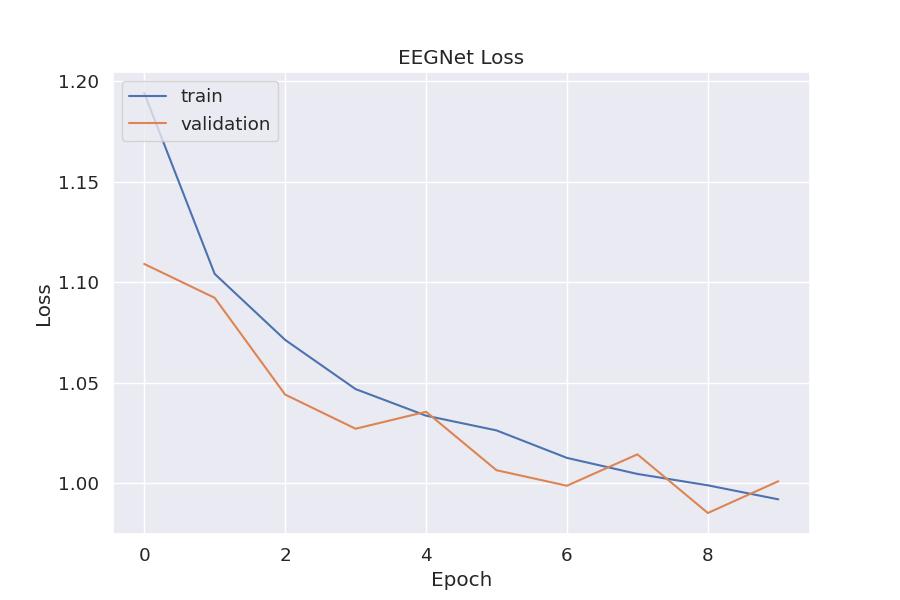 EEGNet Loss
train
validation
1.20
1.15
1.10
1.05
1.00
Loss
0 2 4 6 8
Epoch